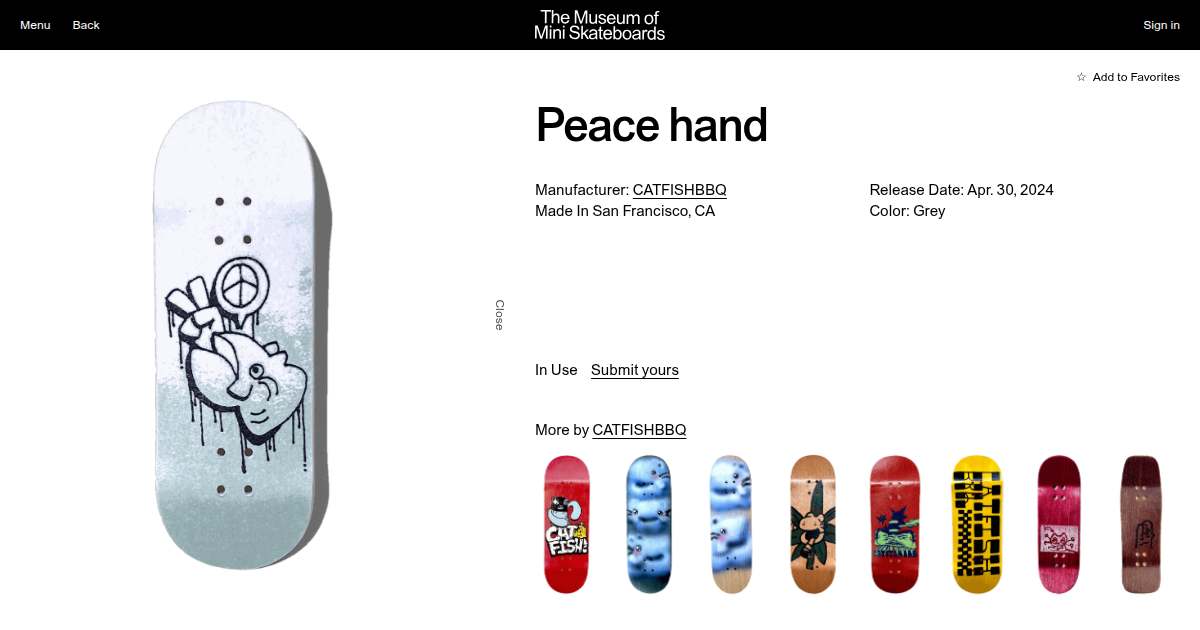 Menu
Back
The Museum of
Mini Skateboards
Sign in
☆ Add to Favorites
Peace hand
Manufacturer: CATFISHBBQ
Made In San Francisco, CA
Release Date: Apr. 30, 2024
Color: Grey
Close
In Use
Submit yours
More by CATFISHBBQ
CAT
FISH!
CATFISH